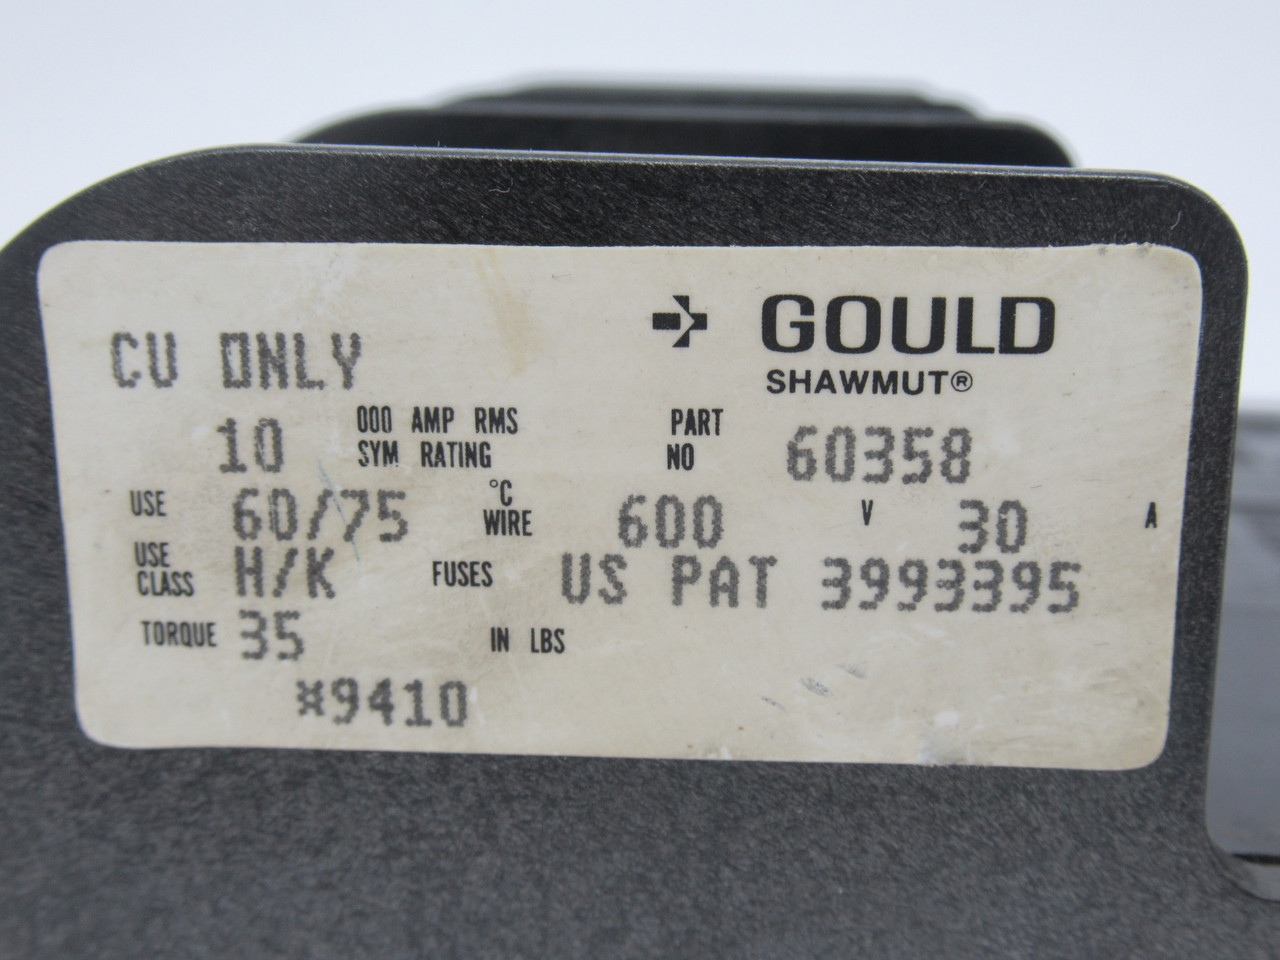 GOULD
SHAWMUT®
CU ONLY
10 000 AMP RMS SYM RATING PART NO 60358
USE 60/75 °C WIRE 600 V 30 A
USE CLASS H/K FUSES US PAT 3993395
TORQUE 35 IN LBS
*9410